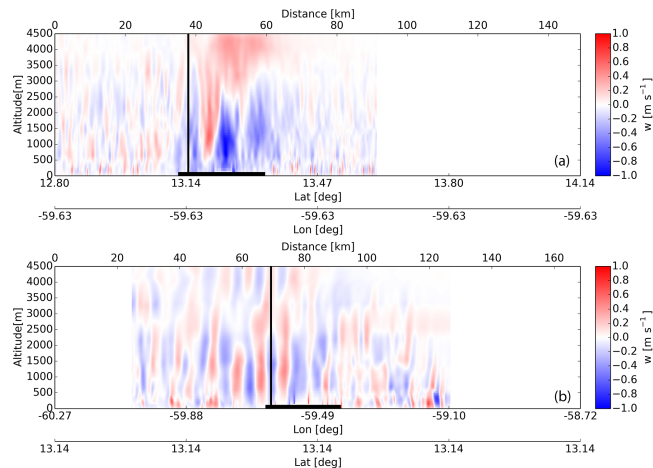 Distance [km]
0 20 40 60 80 100 120 140
4500
4000
3500
3000
2500
2000
1500
1000
500
0
Altitude[m]
(a)
12.80 13.14 13.47 13.80 14.14
Lat [deg]
-59.63 -59.63 -59.63 -59.63 -59.63
Lon [deg]
1.0
0.8
0.6
0.4
0.2
0.0
−0.2
−0.4
−0.6
−0.8
−1.0
w [m s⁻¹]
Distance [km]
0 20 40 60 80 100 120 140 160
4500
4000
3500
3000
2500
2000
1500
1000
500
0
Altitude[m]
(b)
-60.27 -59.88 -59.49 -59.10 -58.72
Lon [deg]
13.14 13.14 13.14 13.14 13.14
Lat [deg]
1.0
0.8
0.6
0.4
0.2
0.0
−0.2
−0.4
−0.6
−0.8
−1.0
w [m s⁻¹]